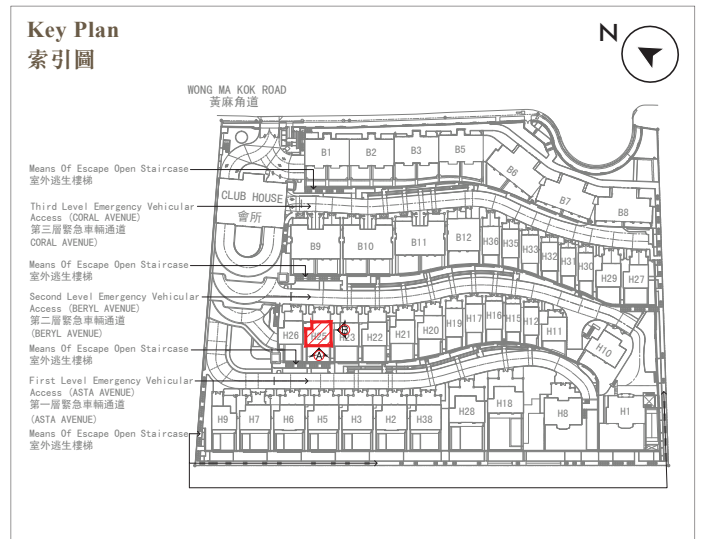 Key Plan
索引圖
N
WONG MA KOK ROAD
黃麻角道
Means Of Escape Open Staircase
室外逃生樓梯
CLUB HOUSE
會所
Third Level Emergency Vehicular
Access (CORAL AVENUE)
第三層緊急車輛通道
CORAL AVENUE)
Means Of Escape Open Staircase
室外逃生樓梯
Second Level Emergency Vehicular
Access (BERYL AVENUE)
第二層緊急車輛通道
(BERYL AVENUE)
Means Of Escape Open Staircase
室外逃生樓梯
First Level Emergency Vehicular
Access (ASTA AVENUE)
第一層緊急車輛通道
(ASTA AVENUE)
Means Of Escape Open Staircase
室外逃生樓梯
B1 B2 B3 B5 B6 B7 B8
B9 B10 B11 B12 H36 H35 H33 H32 H31 H30 H29 H27
H26 H25 H23 H22 H21 H20 H19 H17 H16 H15 H12 H11 H10
A B
H9 H7 H6 H5 H3 H2 H38 H28 H18 H8 H1